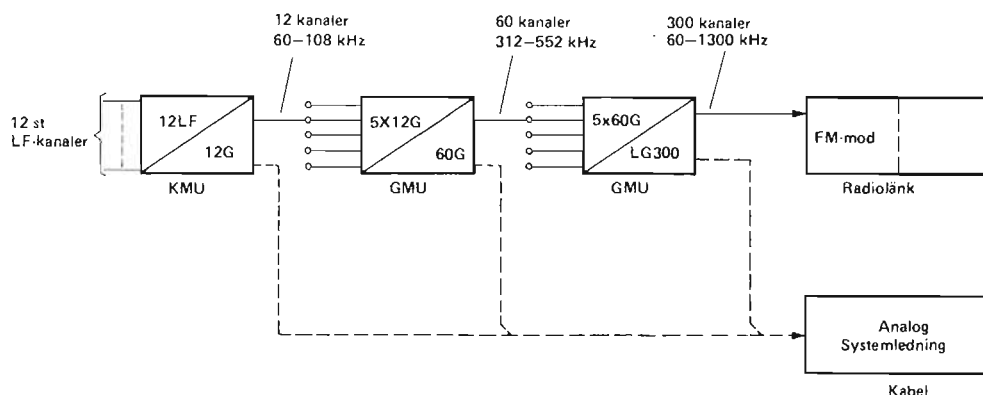 12 kanaler
60–108 kHz
60 kanaler
312–552 kHz
300 kanaler
60–1300 kHz
12 st
LF-kanaler
12LF
12G
KMU
5X12G
60G
GMU
5x60G
LG300
GMU
FM-mod
Radiolänk
Analog
Systemledning
Kabel